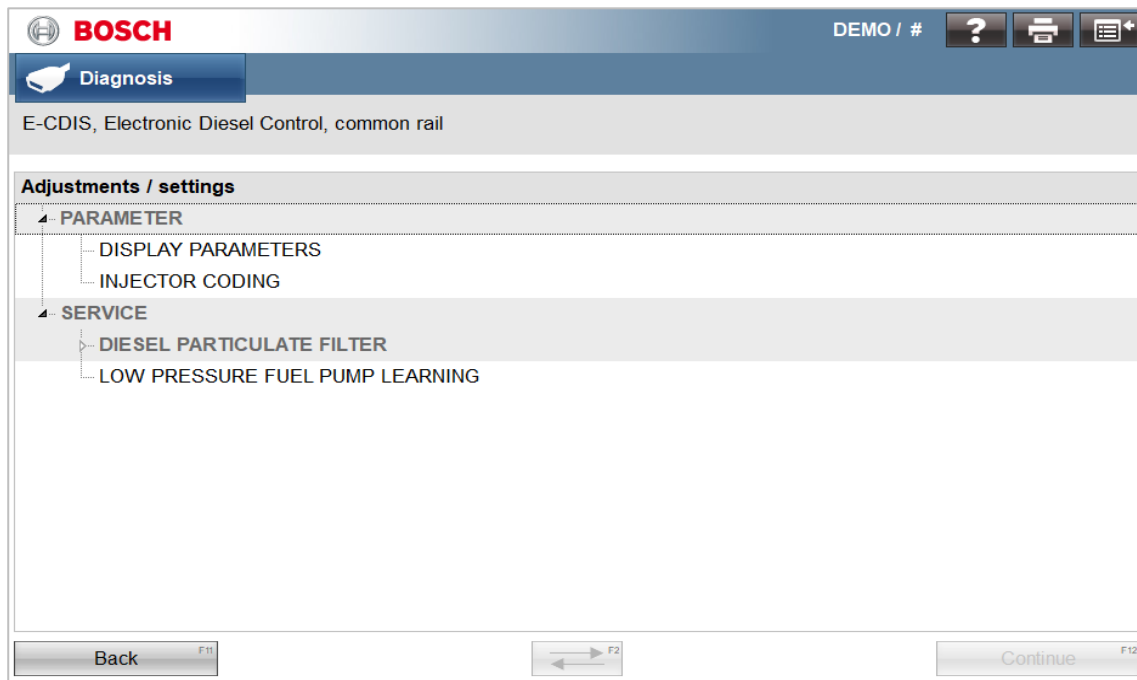 BOSCH
DEMO / #
?
Diagnosis
E-CDIS, Electronic Diesel Control, common rail
Adjustments / settings
PARAMETER
DISPLAY PARAMETERS
INJECTOR CODING
SERVICE
DIESEL PARTICULATE FILTER
LOW PRESSURE FUEL PUMP LEARNING
Back F11
F2
Continue F12